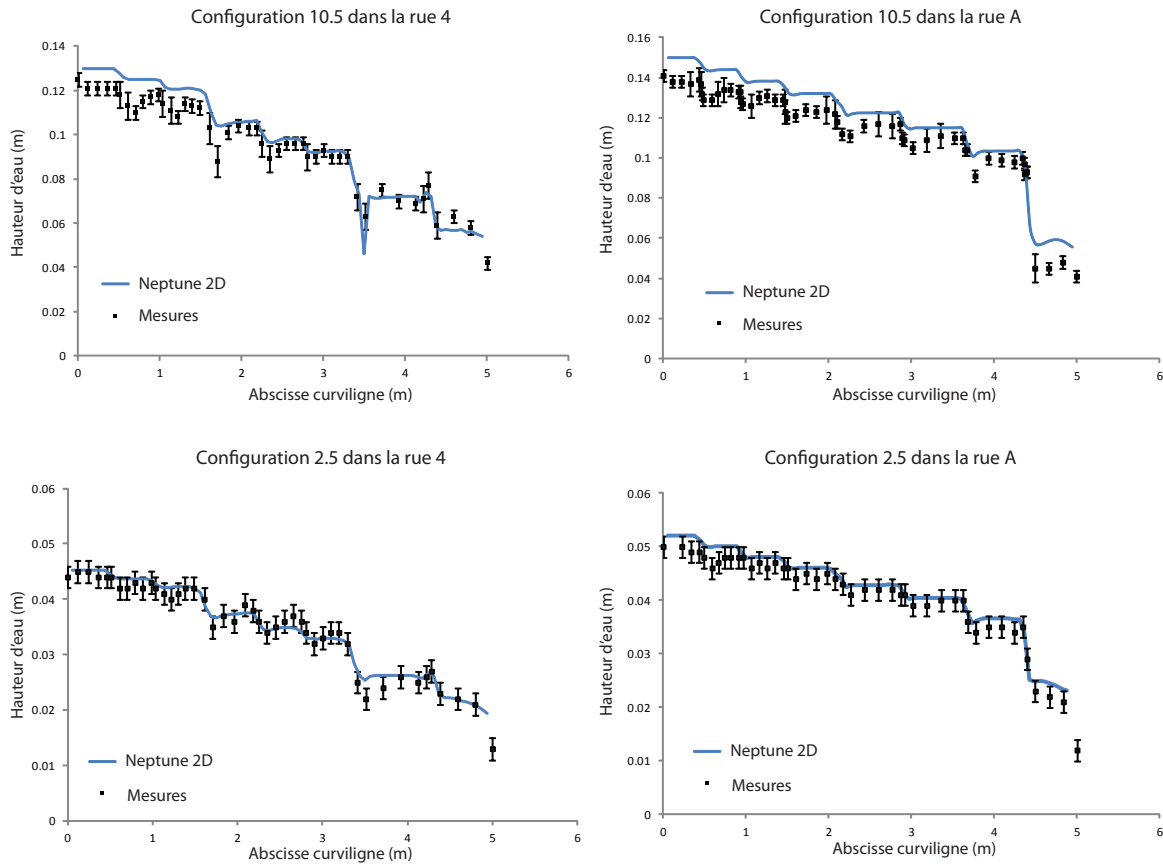 Configuration 10.5 dans la rue 4
Hauteur d'eau (m)
0.14
0.12
0.1
0.08
0.06
0.04
0.02
0
Neptune 2D
Mesures
0 1 2 3 4 5 6
Abscisse curviligne (m)
Configuration 10.5 dans la rue A
Hauteur d'eau (m)
0.16
0.14
0.12
0.1
0.08
0.06
0.04
0.02
0
Neptune 2D
Mesures
0 1 2 3 4 5 6
Abscisse curviligne (m)
Configuration 2.5 dans la rue 4
Hauteur d'eau (m)
0.06
0.05
0.04
0.03
0.02
0.01
0
Neptune 2D
Mesures
0 1 2 3 4 5 6
Abscisse curviligne (m)
Configuration 2.5 dans la rue A
Hauteur d'eau (m)
0.06
0.05
0.04
0.03
0.02
0.01
0
Neptune 2D
Mesures
0 1 2 3 4 5 6
Abscisse curviligne (m)